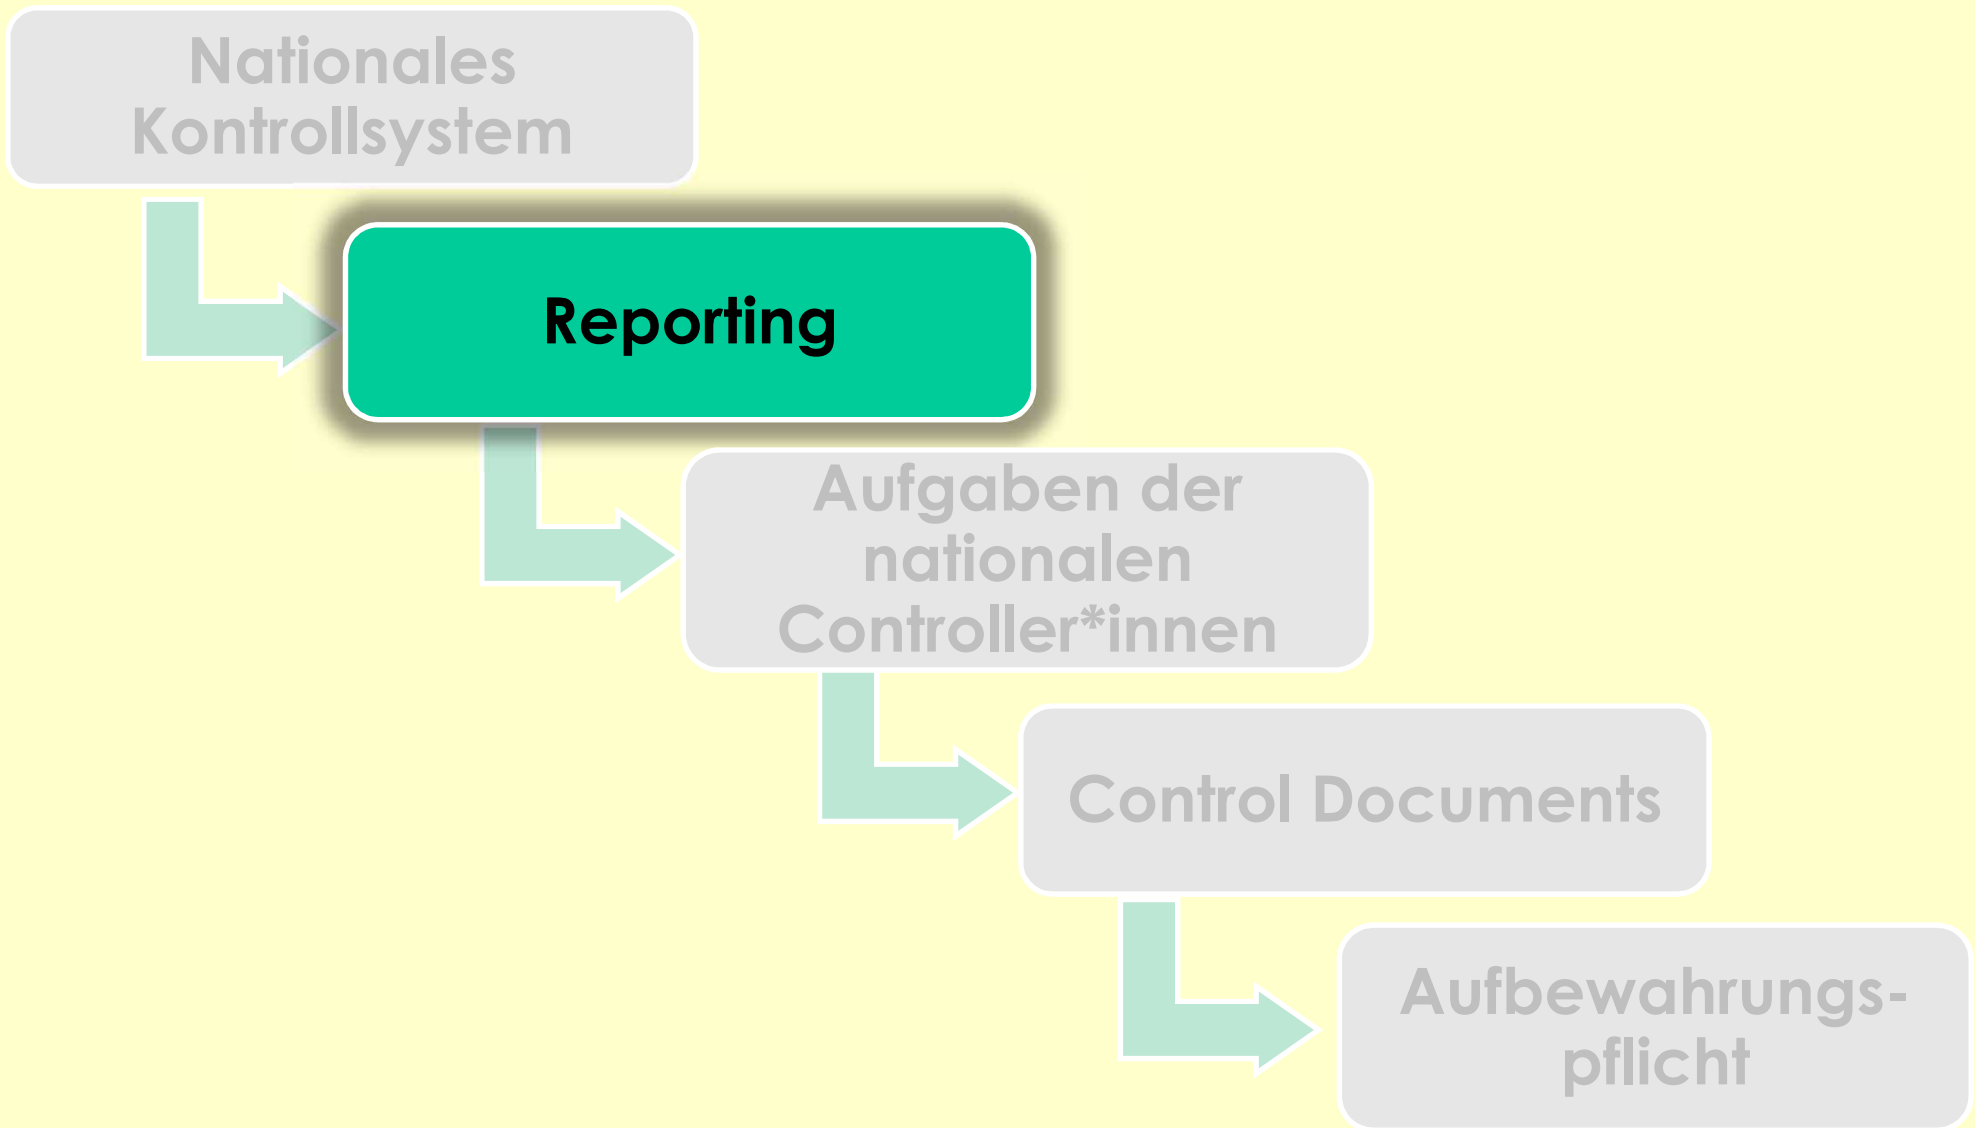 Nationales
Kontrollsystem
Reporting
Aufgaben der
nationalen
Controller*innen
Control Documents
Aufbewahrungs-
pflicht